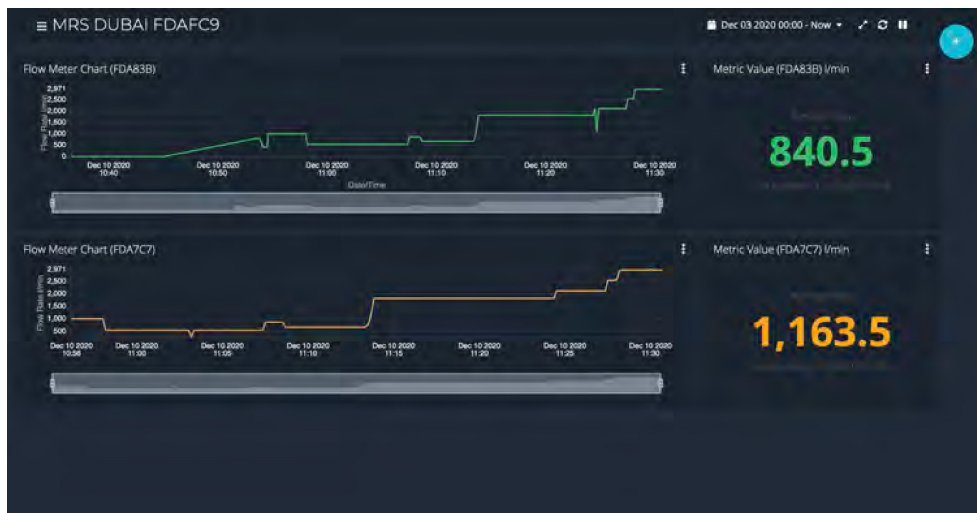 MRS DUBAI FDAFC9
Dec 03 2020 00:00 - Now
Flow Meter Chart (FDA83B)
Metric Value (FDA83B) l/min
Flow Rate l/min
2,971
2,500
2,000
1,500
1,000
500
0
Dec 10 2020 Dec 10 2020 Dec 10 2020 Dec 10 2020 Dec 10 2020 Dec 10 2020
10:40 10:50 11:00 11:10 11:20 11:30
Date/Time
840.5
Flow Meter Chart (FDA7C7)
Metric Value (FDA7C7) l/min
Flow Rate l/min
2,971
2,500
2,000
1,500
1,000
500
Dec 10 2020 Dec 10 2020 Dec 10 2020 Dec 10 2020 Dec 10 2020 Dec 10 2020 Dec 10 2020 Dec 10 2020
10:56 11:00 11:05 11:10 11:15 11:20 11:25 11:30
1,163.5